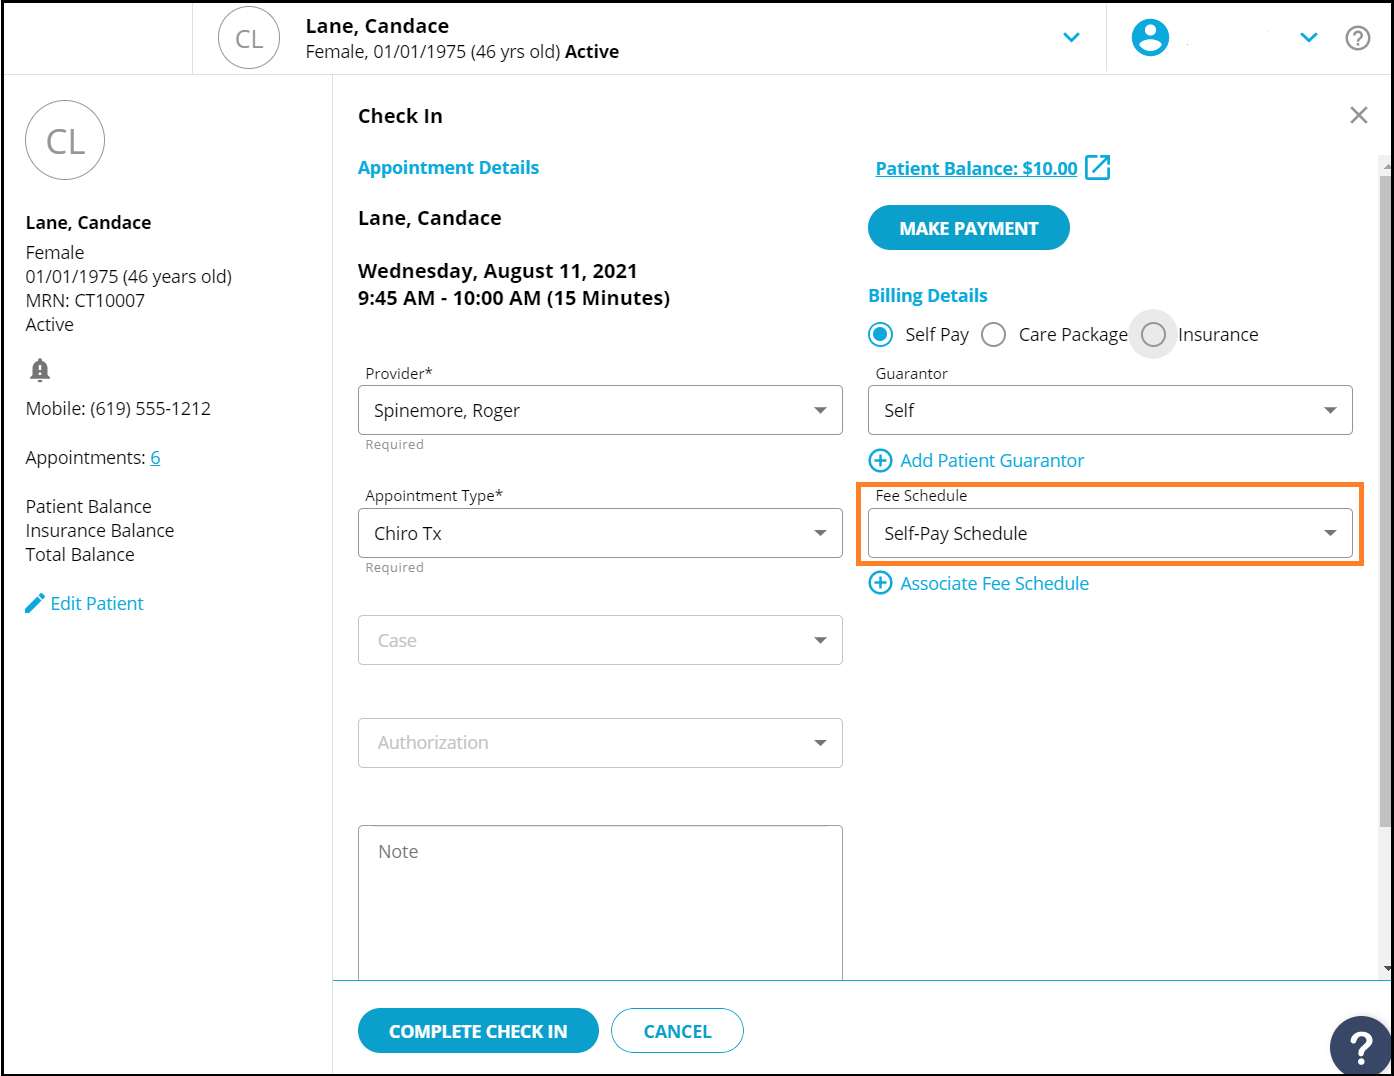 CL
Lane, Candace
Female, 01/01/1975 (46 yrs old) Active
CL
Lane, Candace
Female
01/01/1975 (46 years old)
MRN: CT10007
Active
Mobile: (619) 555-1212
Appointments: 6
Patient Balance
Insurance Balance
Total Balance
Edit Patient
Check In
Appointment Details
Lane, Candace
Wednesday, August 11, 2021
9:45 AM - 10:00 AM (15 Minutes)
Provider*
Spinemore, Roger
Required
Appointment Type*
Chiro Tx
Required
Case
Authorization
Note
Patient Balance: $10.00
MAKE PAYMENT
Billing Details
Self Pay Care Package Insurance
Guarantor
Self
Add Patient Guarantor
Fee Schedule
Self-Pay Schedule
Associate Fee Schedule
COMPLETE CHECK IN
CANCEL